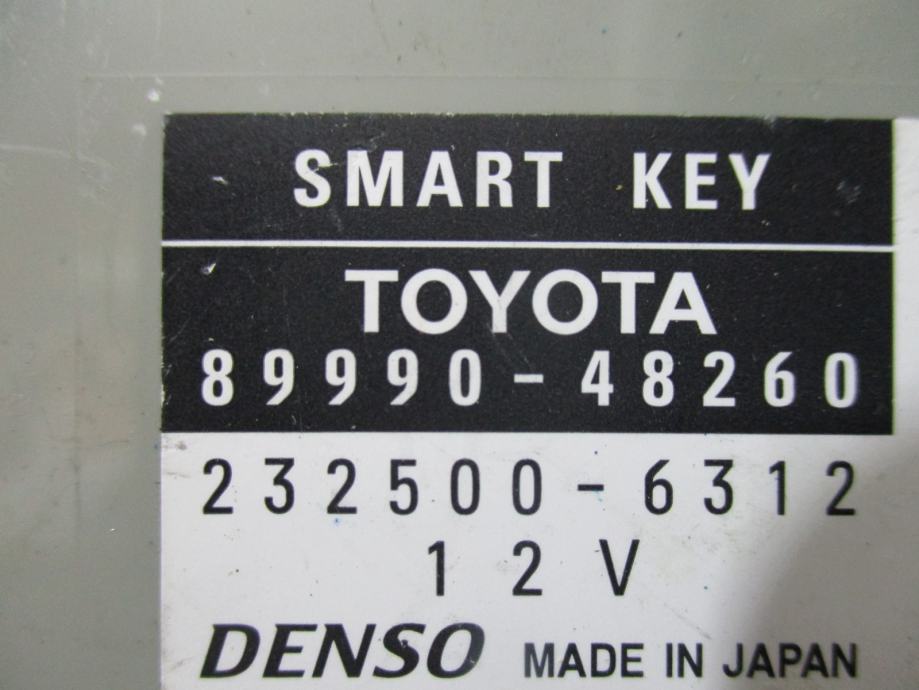 SMART KEY
TOYOTA
89990-48260
232500-6312
12V
DENSO MADE IN JAPAN